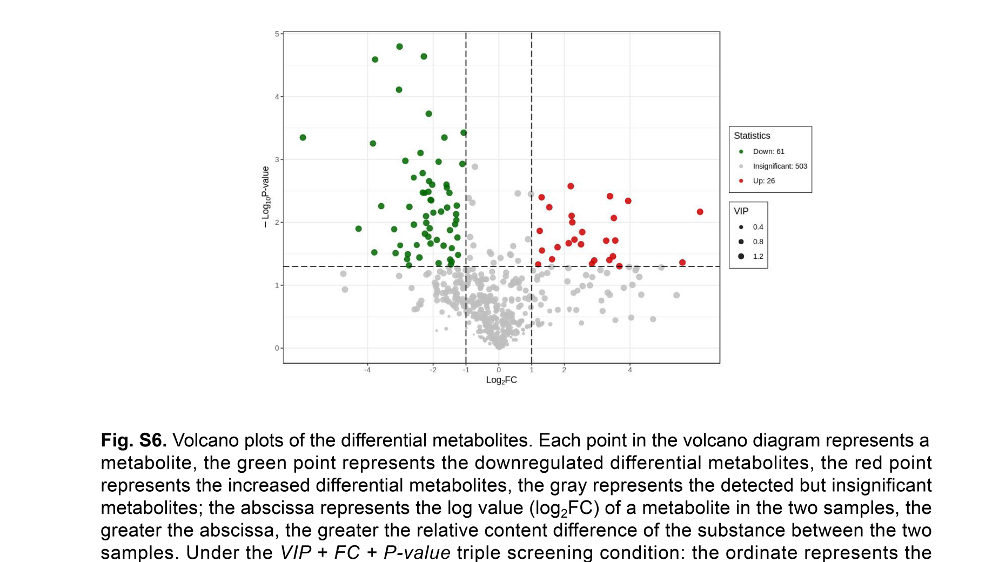 5
4
3
2
1
0
− Log10P-value
-4 -2 -1 0 1 2 4
Log2FC
Statistics
Down: 61
Insignificant: 503
Up: 26
VIP
0.4
0.8
1.2
Fig. S6. Volcano plots of the differential metabolites. Each point in the volcano diagram represents a
metabolite, the green point represents the downregulated differential metabolites, the red point
represents the increased differential metabolites, the gray represents the detected but insignificant
metabolites; the abscissa represents the log value (log2FC) of a metabolite in the two samples, the
greater the abscissa, the greater the relative content difference of the substance between the two
samples. Under the VIP + FC + P-value triple screening condition: the ordinate represents the